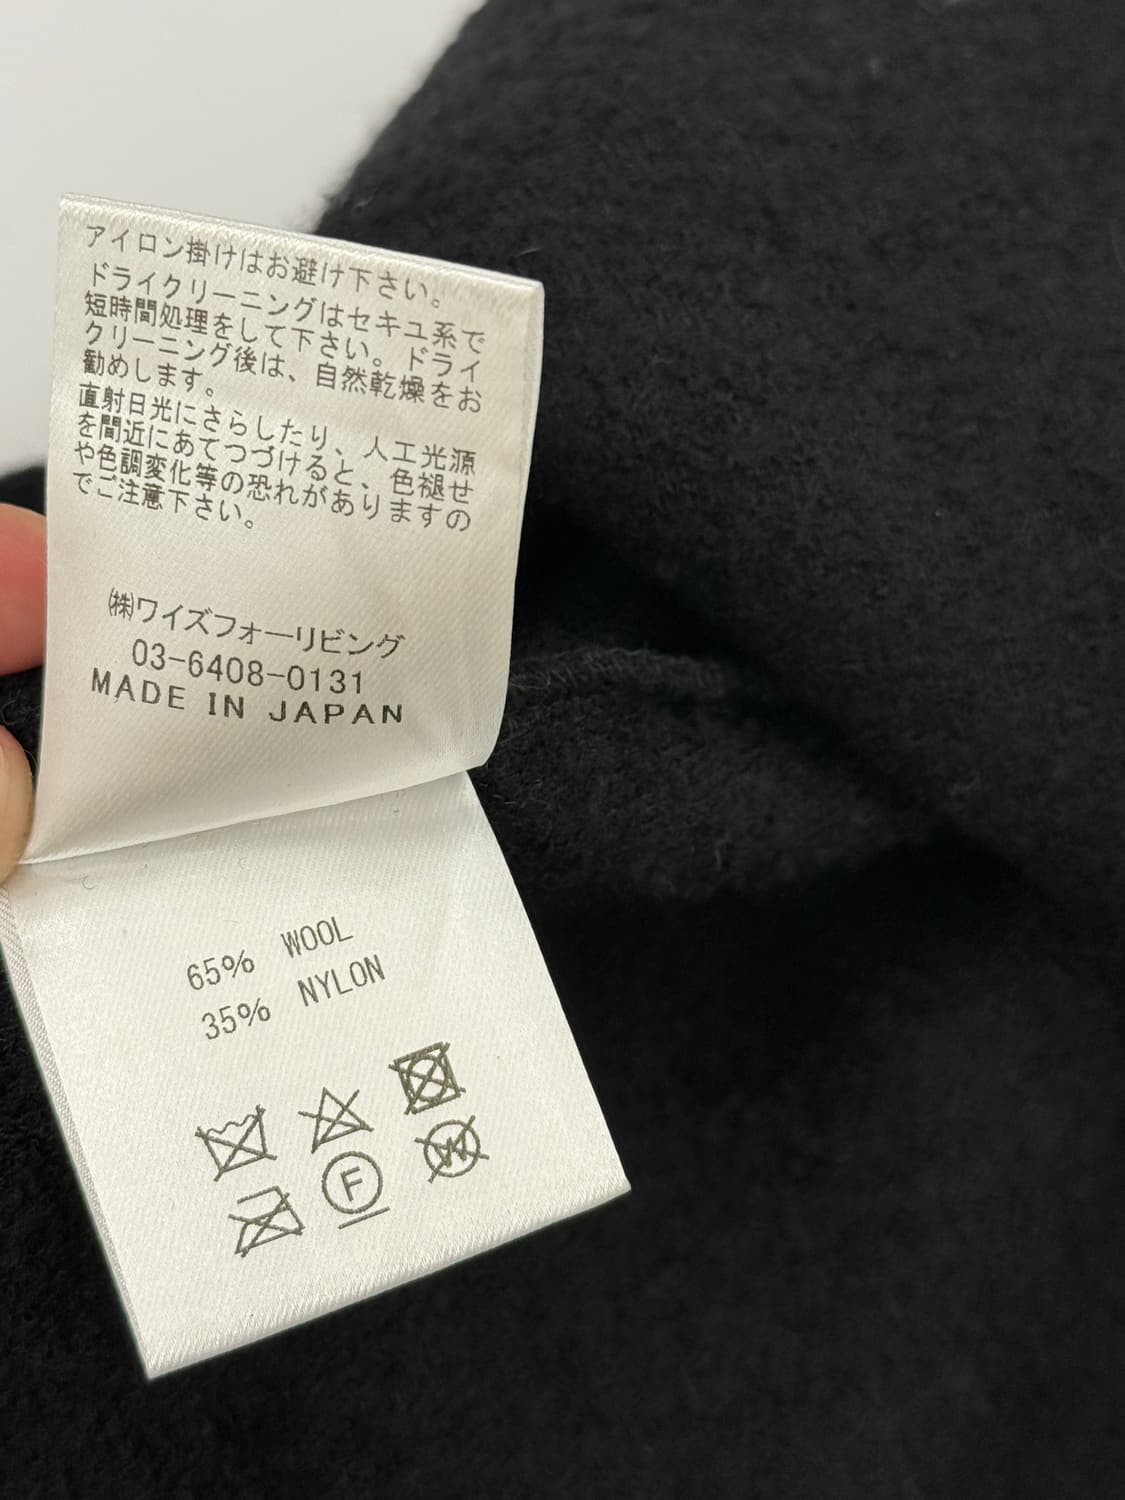 アイロン掛けはお避け下さい。
ドライクリーニングはセキユ系で
短時間処理をして下さい。ドライ
クリーニング後は、自然乾燥をお
勧めします。
直射日光にさらしたり、人工光源
を間近にあてつづけると、色褪せ
や色調変化等の恐れがありますの
でご注意下さい。
㈱ワイズフォーリビング
03-6408-0131
MADE IN JAPAN
65% WOOL
35% NYLON
F
W